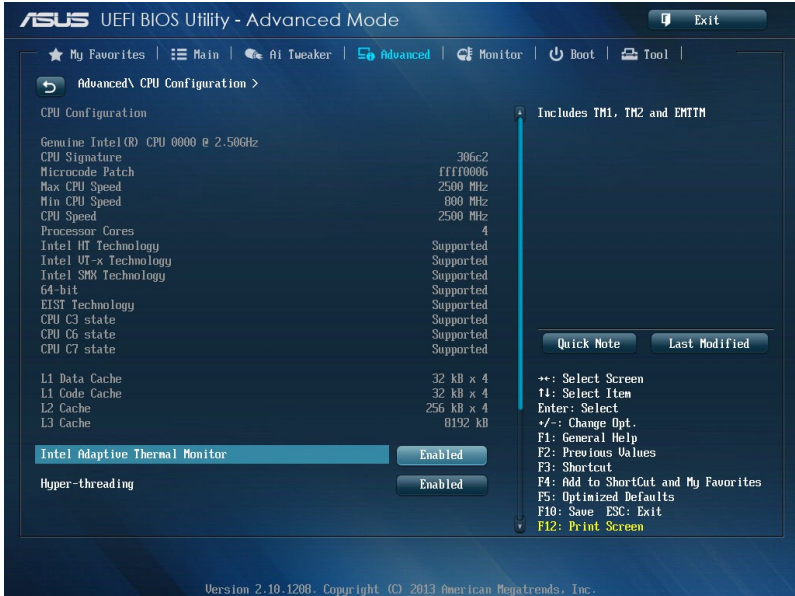 ASUS UEFI BIOS Utility - Advanced Mode
Exit
My Favorites | Main | Ai Tweaker | Advanced | Monitor | Boot | Tool |
Advanced\ CPU Configuration >
CPU Configuration
Includes TM1, TM2 and EMTTM
Genuine Intel(R) CPU 0000 @ 2.50GHz
CPU Signature 306c2
Microcode Patch ffff0006
Max CPU Speed 2500 MHz
Min CPU Speed 800 MHz
CPU Speed 2500 MHz
Processor Cores 4
Intel HT Technology Supported
Intel VT-x Technology Supported
Intel SMX Technology Supported
64-bit Supported
EIST Technology Supported
CPU C3 state Supported
CPU C6 state Supported
CPU C7 state Supported
L1 Data Cache 32 kB x 4
L1 Code Cache 32 kB x 4
L2 Cache 256 kB x 4
L3 Cache 8192 kB
Intel Adaptive Thermal Monitor Enabled
Hyper-threading Enabled
Quick Note
Last Modified
→←: Select Screen
↑↓: Select Item
Enter: Select
+/-: Change Opt.
F1: General Help
F2: Previous Values
F3: Shortcut
F4: Add to ShortCut and My Favorites
F5: Optimized Defaults
F10: Save ESC: Exit
F12: Print Screen
Version 2.10.1208. Copyright (C) 2013 American Megatrends, Inc.